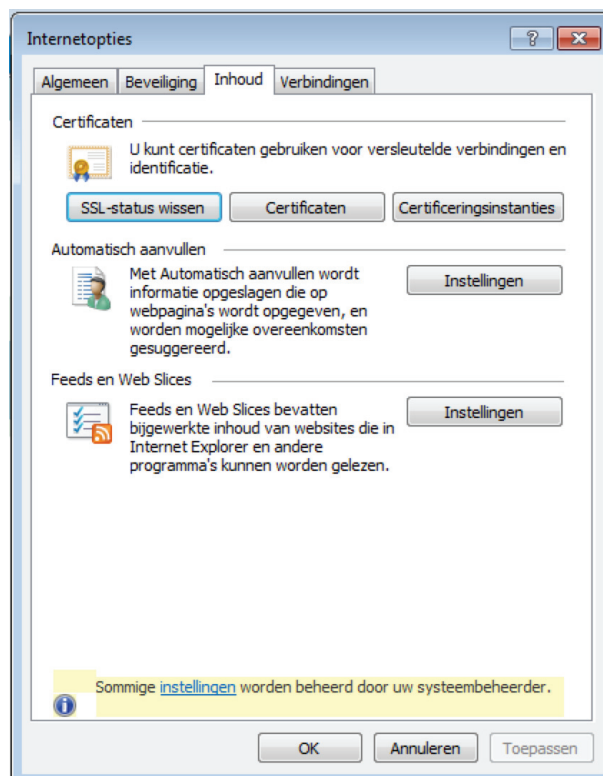 Internetopties
Algemeen Beveiliging Inhoud Verbindingen
Certificaten
U kunt certificaten gebruiken voor versleutelde verbindingen en
identificatie.
SSL-status wissen Certificaten Certificeringsinstanties
Automatisch aanvullen
Met Automatisch aanvullen wordt
informatie opgeslagen die op
webpagina's wordt opgegeven, en
worden mogelijke overeenkomsten
gesuggereerd.
Instellingen
Feeds en Web Slices
Feeds en Web Slices bevatten
bijgewerkte inhoud van websites die in
Internet Explorer en andere
programma's kunnen worden gelezen.
Instellingen
Sommige instellingen worden beheerd door uw systeembeheerder.
OK Annuleren Toepassen